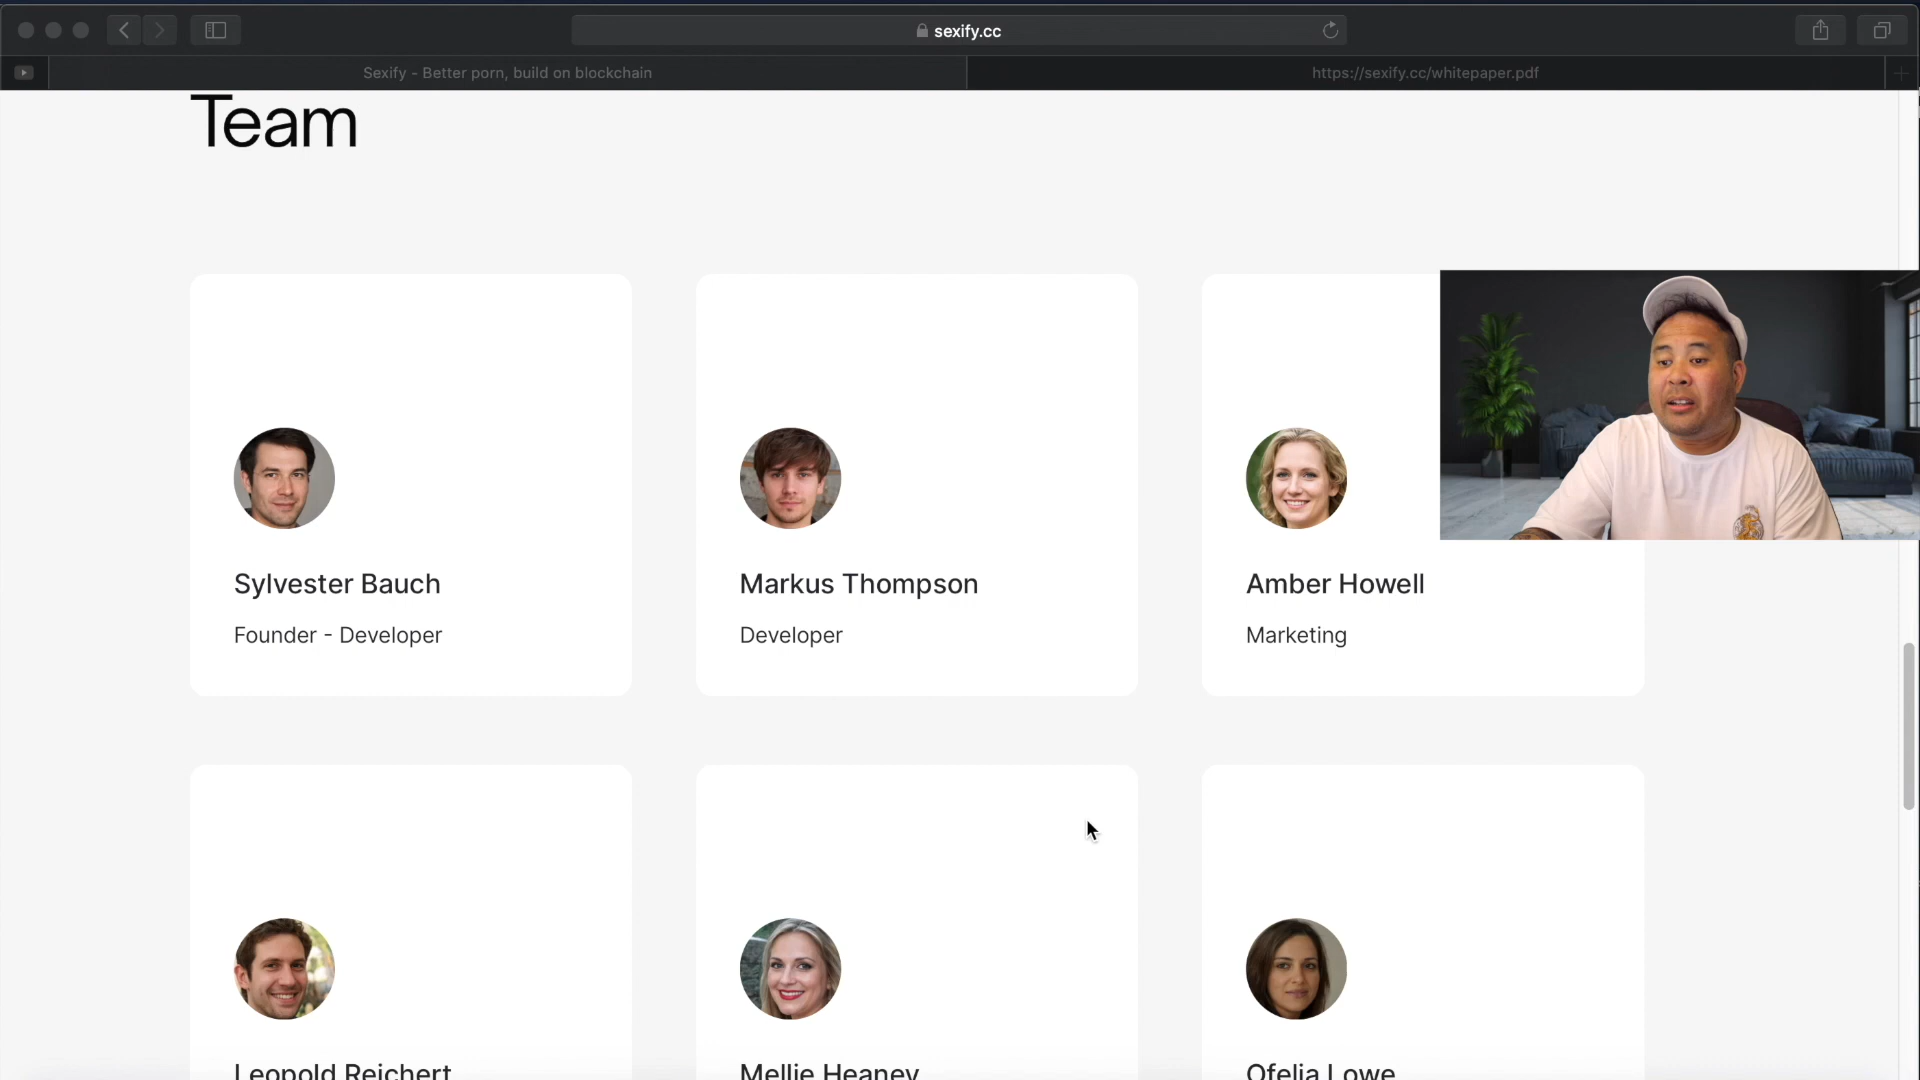 sexify.cc
Sexify - Better porn, build on blockchain
https://sexify.cc/whitepaper.pdf
Team
Sylvester Bauch
Founder - Developer
Markus Thompson
Developer
Amber Howell
Marketing
Leopold Reichert
Mellie Heaney
Ofelia Lowe